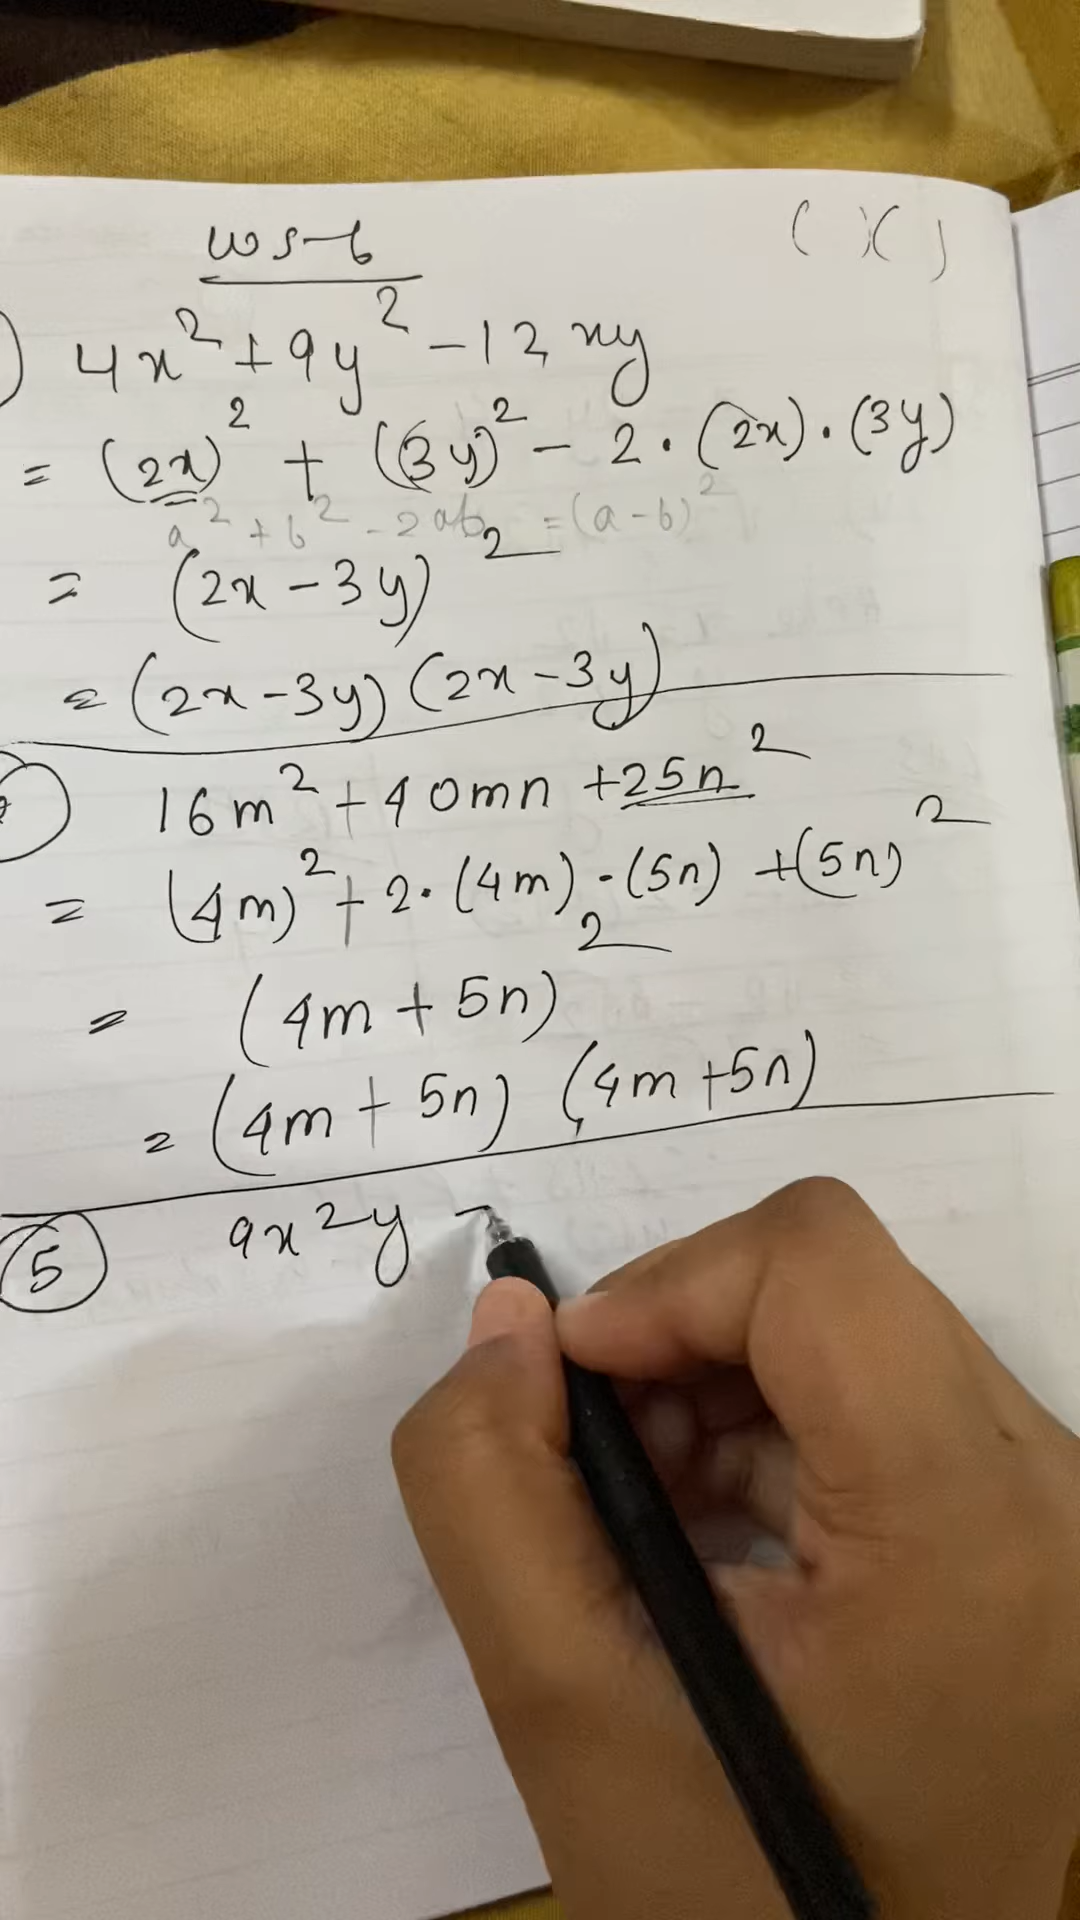 WS-6
( )( )
4x² + 9y² - 12xy
= (2x)² + (3y)² - 2 · (2x) · (3y)
a² + b² - 2ab = (a - b)²
= (2x - 3y)²
= (2x - 3y) (2x - 3y)
16m² + 40mn + 25n²
= (4m)² + 2 · (4m) · (5n) + (5n)²
= (4m + 5n)²
= (4m + 5n) (4m + 5n)
5 9x²y -